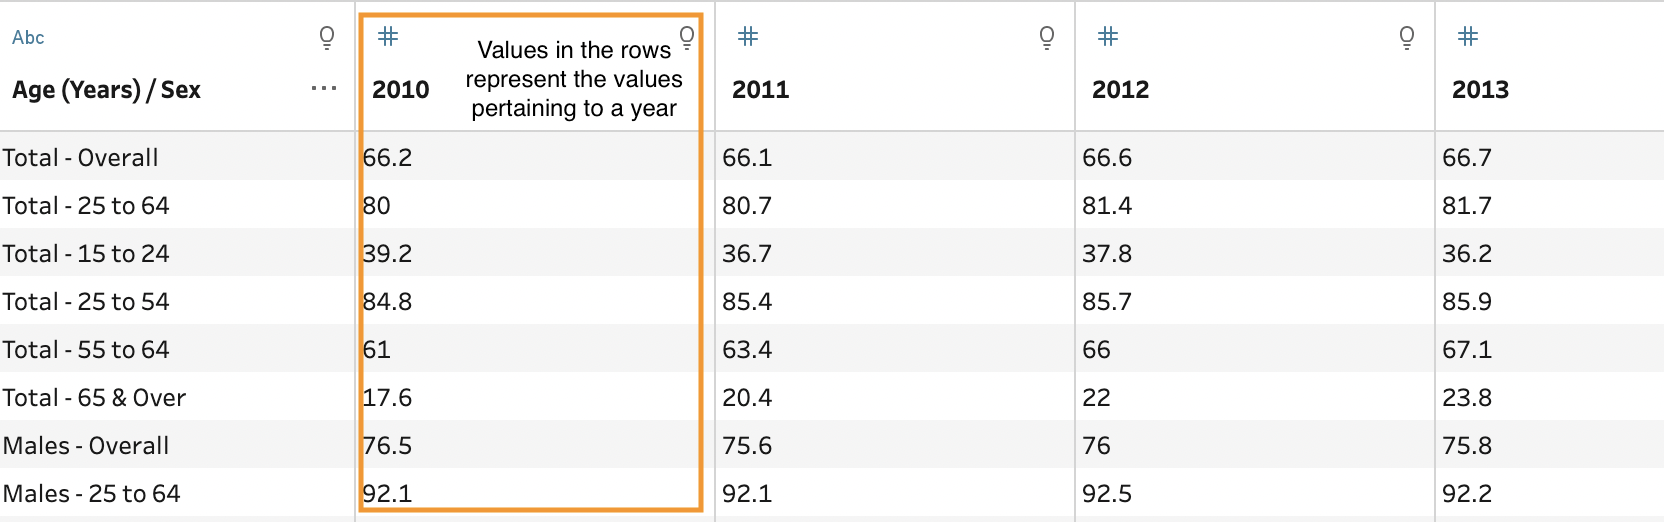 Abc # # # #
Age (Years) / Sex ... 2010 Values in the rows represent the values pertaining to a year 2011 2012 2013
Total - Overall 66.2 66.1 66.6 66.7
Total - 25 to 64 80 80.7 81.4 81.7
Total - 15 to 24 39.2 36.7 37.8 36.2
Total - 25 to 54 84.8 85.4 85.7 85.9
Total - 55 to 64 61 63.4 66 67.1
Total - 65 & Over 17.6 20.4 22 23.8
Males - Overall 76.5 75.6 76 75.8
Males - 25 to 64 92.1 92.1 92.5 92.2